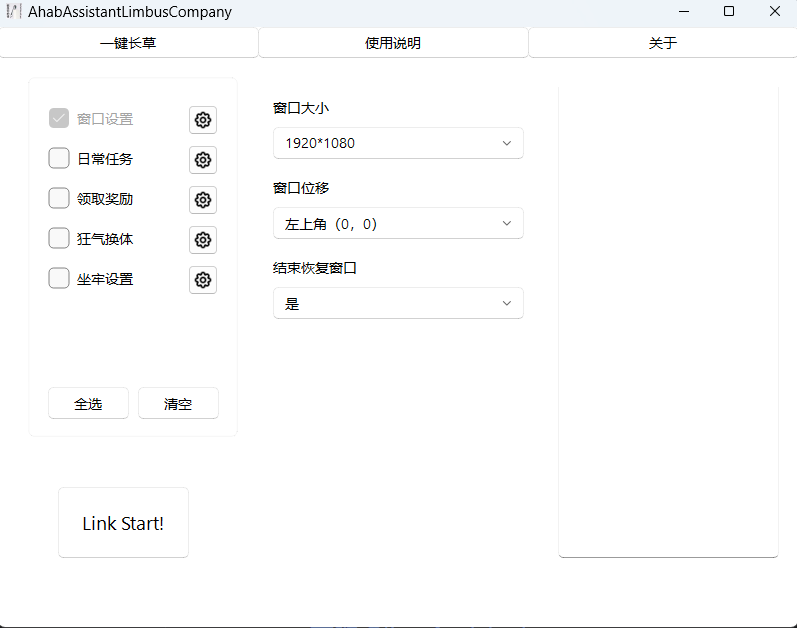 AhabAssistantLimbusCompany
一键长草
使用说明
关于
窗口设置
日常任务
领取奖励
狂气换体
坐牢设置
全选
清空
Link Start!
窗口大小
1920*1080
窗口位移
左上角（0，0）
结束恢复窗口
是